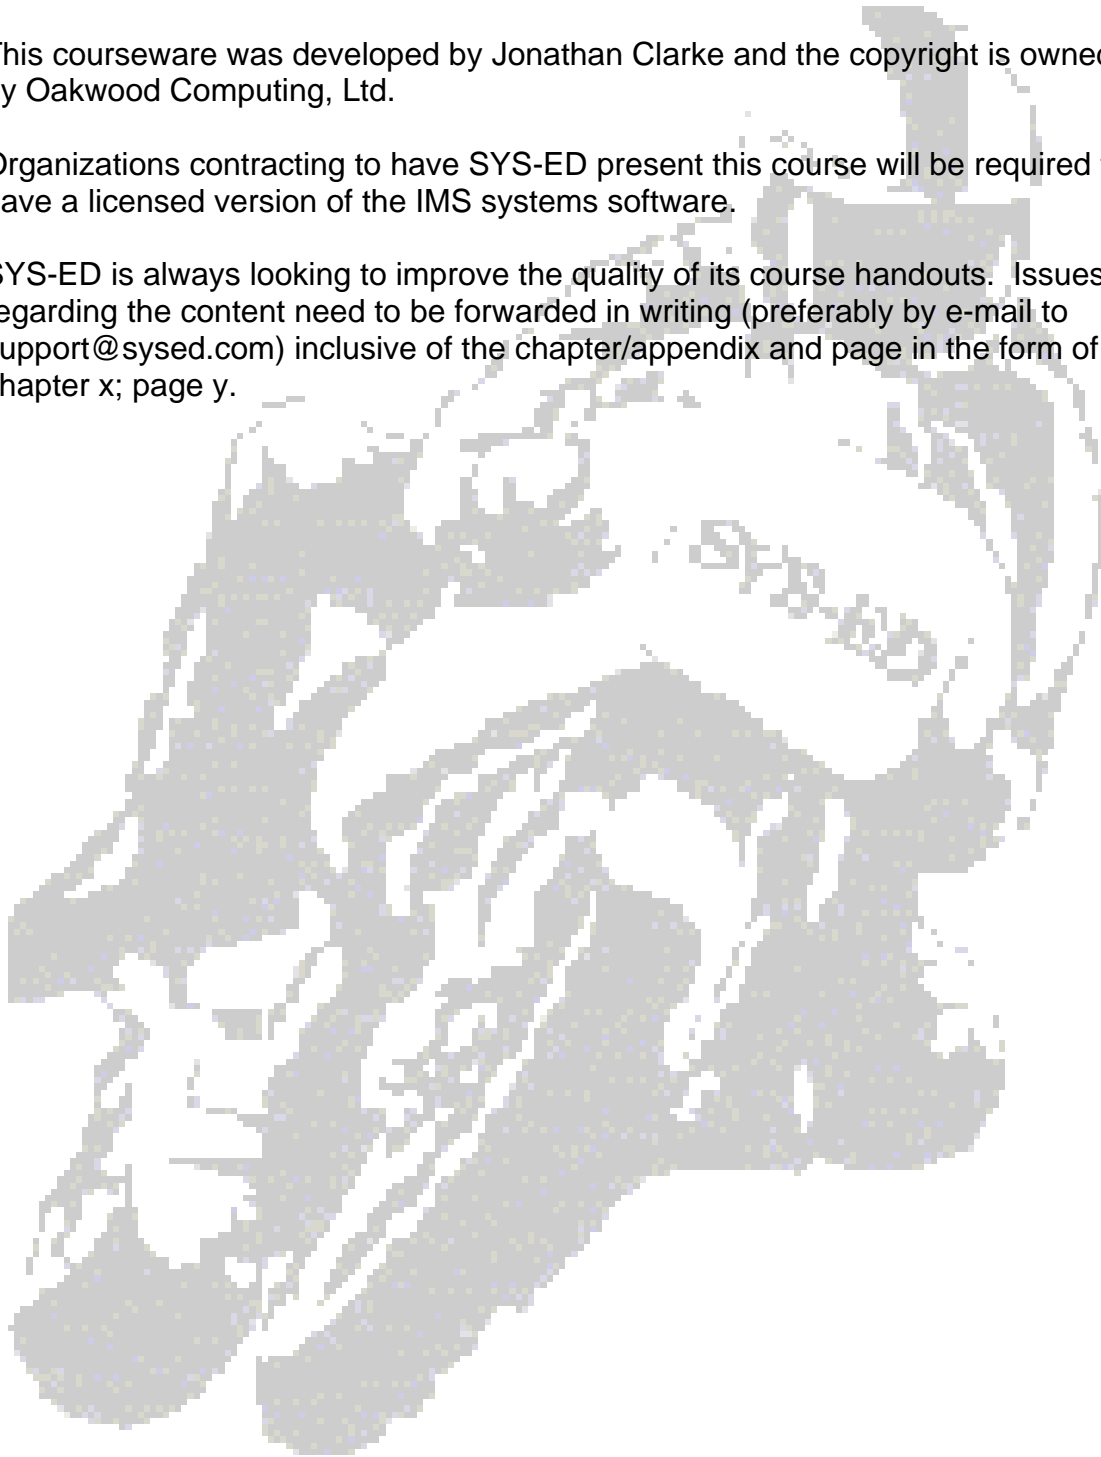 This courseware was developed by Jonathan Clarke and the copyright is owned
y Oakwood Computing, Ltd.
Organizations contracting to have SYS-ED present this course will be required
ave a licensed version of the IMS systems software.
SYS-ED is always looking to improve the quality of its course handouts. Issues
egarding the content need to be forwarded in writing (preferably by e-mail to
upport@sysed.com) inclusive of the chapter/appendix and page in the form of
hapter x; page y.
SYS-ED